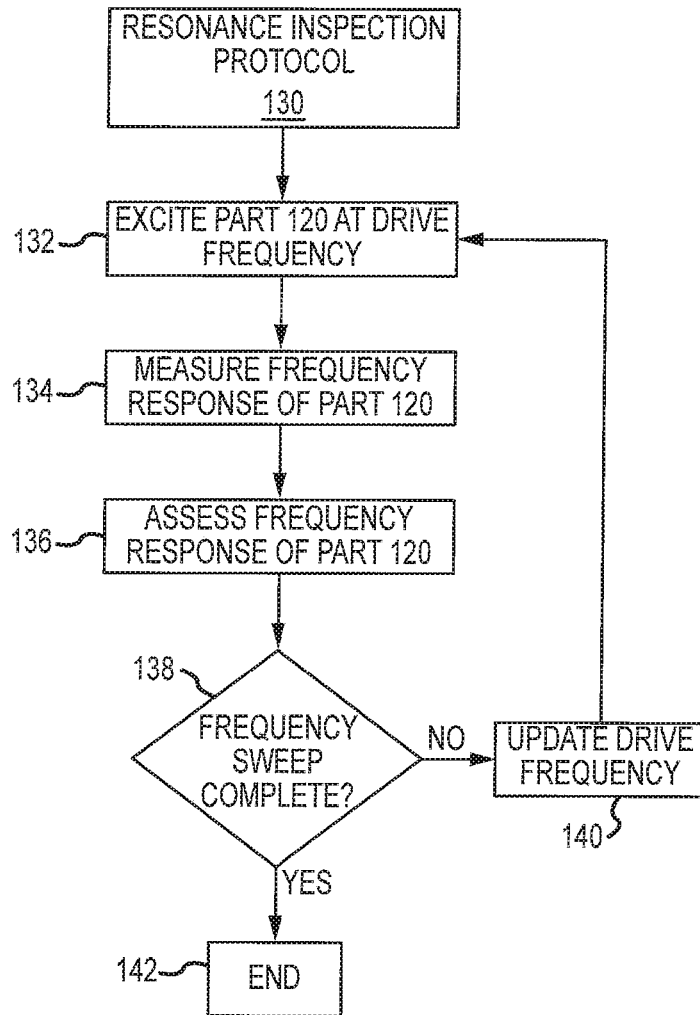 RESONANCE INSPECTION
PROTOCOL
130
132
EXCITE PART 120 AT DRIVE
FREQUENCY
134
MEASURE FREQUENCY
RESPONSE OF PART 120
136
ASSESS FREQUENCY
RESPONSE OF PART 120
138
FREQUENCY
SWEEP
COMPLETE?
NO
UPDATE DRIVE
FREQUENCY
140
YES
142
END